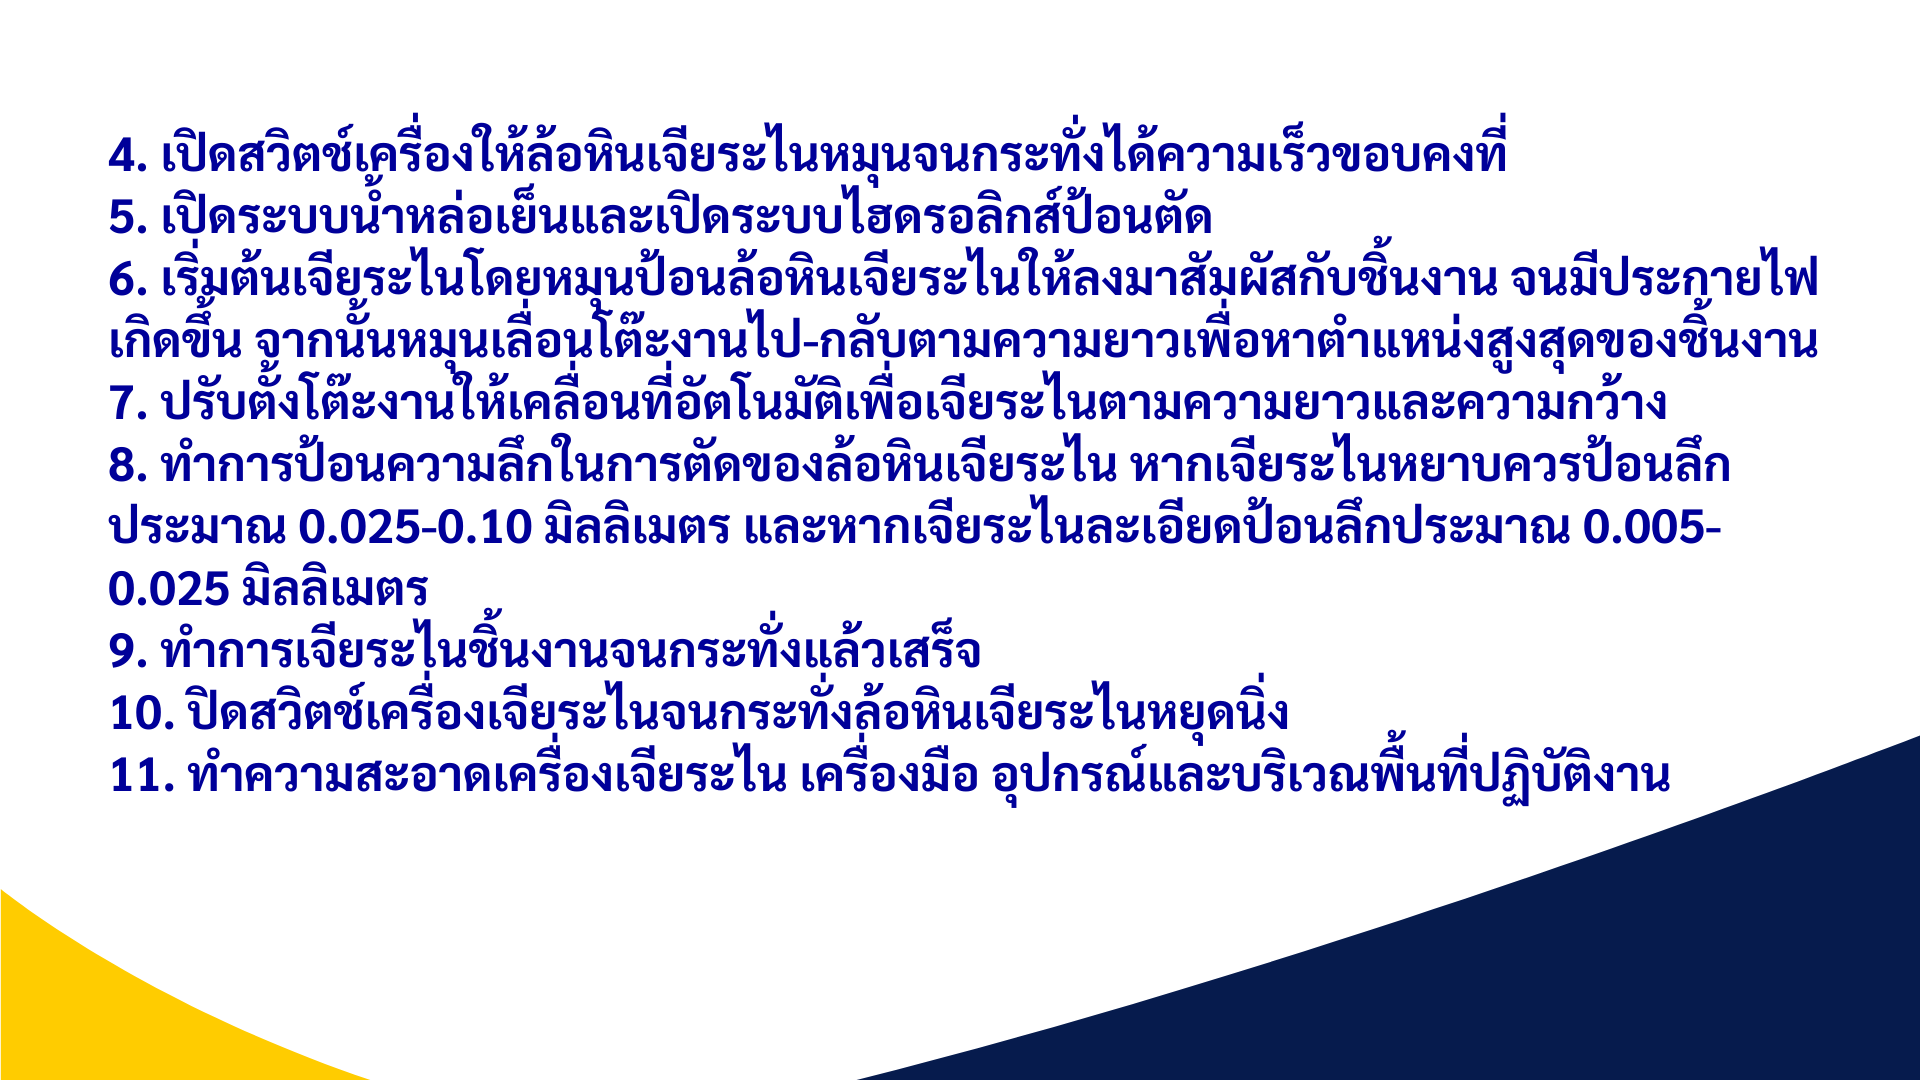 4. เปิดสวิตช์เครื่องให้ล้อหินเจียระไนหมุนจนกระทั่งได้ความเร็วขอบคงที่
5. เปิดระบบน้ำหล่อเย็นและเปิดระบบไฮดรอลิกส์ป้อนตัด
6. เริ่มต้นเจียระไนโดยหมุนป้อนล้อหินเจียระไนให้ลงมาสัมผัสกับชิ้นงาน จนมีประกายไฟ
เกิดขึ้น จากนั้นหมุนเลื่อนโต๊ะงานไป-กลับตามความยาวเพื่อหาตำแหน่งสูงสุดของชิ้นงาน
7. ปรับตั้งโต๊ะงานให้เคลื่อนที่อัตโนมัติเพื่อเจียระไนตามความยาวและความกว้าง
8. ทำการป้อนความลึกในการตัดของล้อหินเจียระไน หากเจียระไนหยาบควรป้อนลึก
ประมาณ 0.025-0.10 มิลลิเมตร และหากเจียระไนละเอียดป้อนลึกประมาณ 0.005-
0.025 มิลลิเมตร
9. ทำการเจียระไนชิ้นงานจนกระทั่งแล้วเสร็จ
10. ปิดสวิตช์เครื่องเจียระไนจนกระทั่งล้อหินเจียระไนหยุดนิ่ง
11. ทำความสะอาดเครื่องเจียระไน เครื่องมือ อุปกรณ์และบริเวณพื้นที่ปฏิบัติงาน